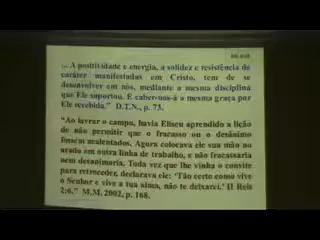 ... A positividade e energia, a solidez e resistência de
caráter manifestadas em Cristo, tem de se
desenvolver em nós, mediante a mesma disciplina
que Ele suportou. E caber-nos-á a mesma graça por
Ele recebida." D.T.N., p. 73.
"Ao lavrar o campo, havia Eliseu aprendido a lição
de não permitir que o fracasso ou o desânimo
fossem acalentados. Agora colocava ele sua mão no
arado em outra linha de trabalho, e não fracassaria
nem desanimaria. Toda vez que lhe vinha o convite
para retroceder, declarava ele: 'Tão certo como vive
o Senhor e vive a tua alma, não te deixarei.' II Reis
2:6." M.M. 2002, p. 168.